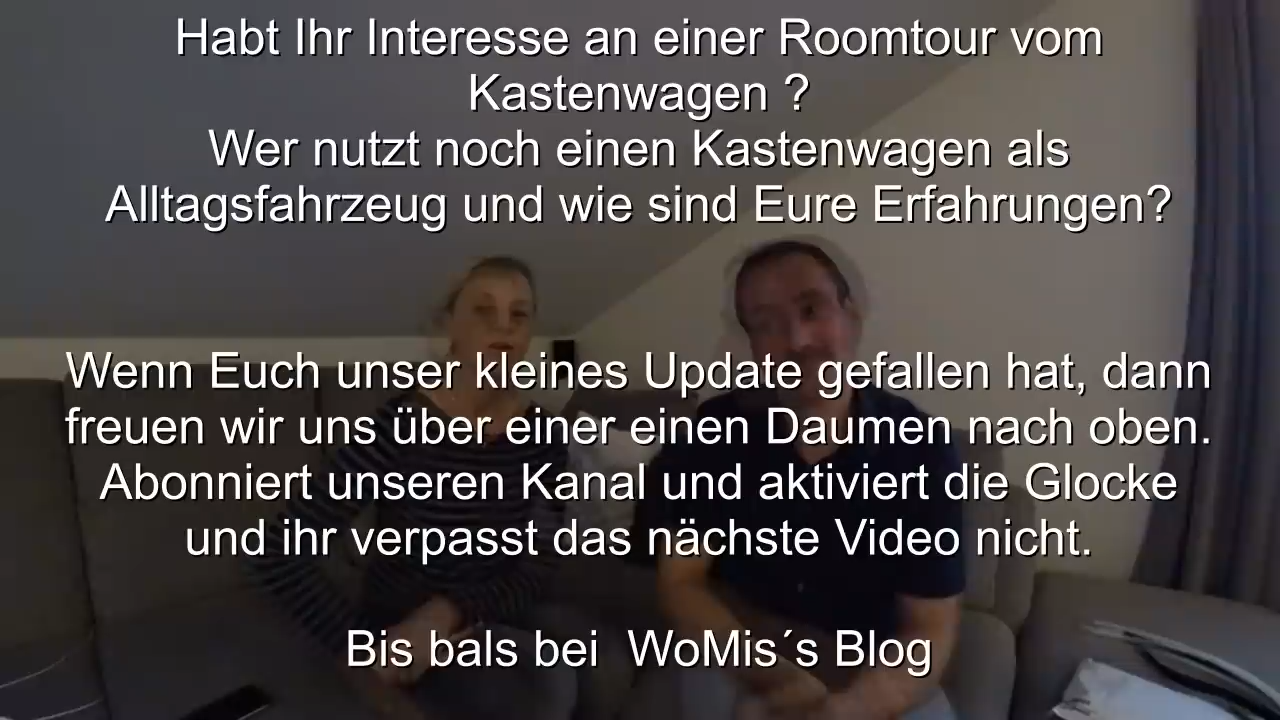 Habt Ihr Interesse an einer Roomtour vom
Kastenwagen ?
Wer nutzt noch einen Kastenwagen als
Alltagsfahrzeug und wie sind Eure Erfahrungen?
Wenn Euch unser kleines Update gefallen hat, dann
freuen wir uns über einer einen Daumen nach oben.
Abonniert unseren Kanal und aktiviert die Glocke
und ihr verpasst das nächste Video nicht.
Bis bals bei  WoMis´s Blog